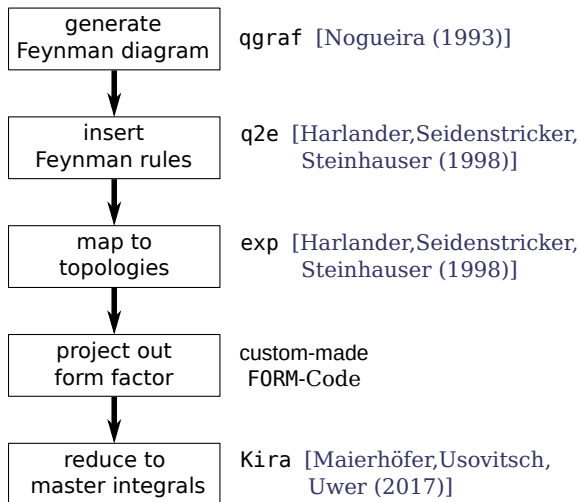 generate
Feynman diagram
qgraf [Nogueira (1993)]
insert
Feynman rules
q2e [Harlander,Seidenstricker,
Steinhauser (1998)]
map to
topologies
exp [Harlander,Seidenstricker,
Steinhauser (1998)]
project out
form factor
custom-made
FORM-Code
reduce to
master integrals
Kira [Maierhöfer,Usovitsch,
Uwer (2017)]